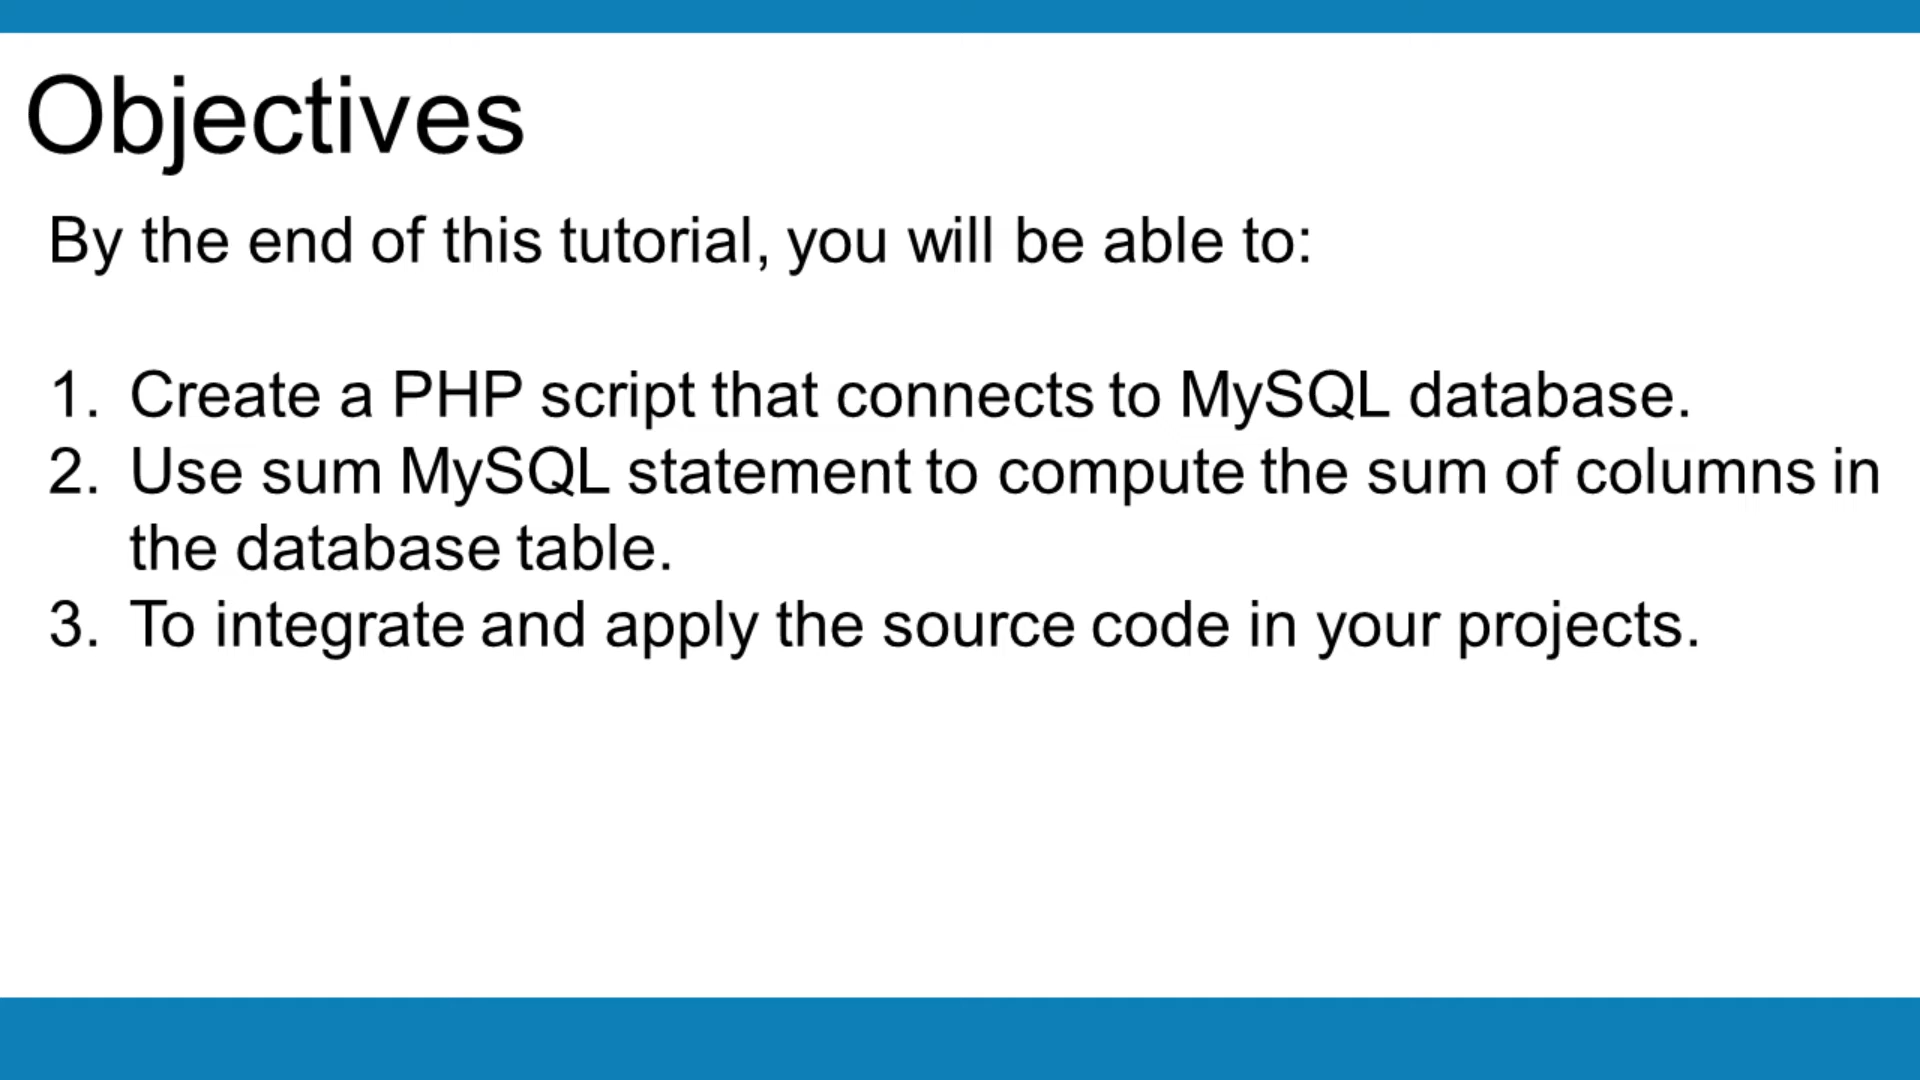 Objectives
By the end of this tutorial, you will be able to:
1. Create a PHP script that connects to MySQL database.
2. Use sum MySQL statement to compute the sum of columns in
the database table.
3. To integrate and apply the source code in your projects.